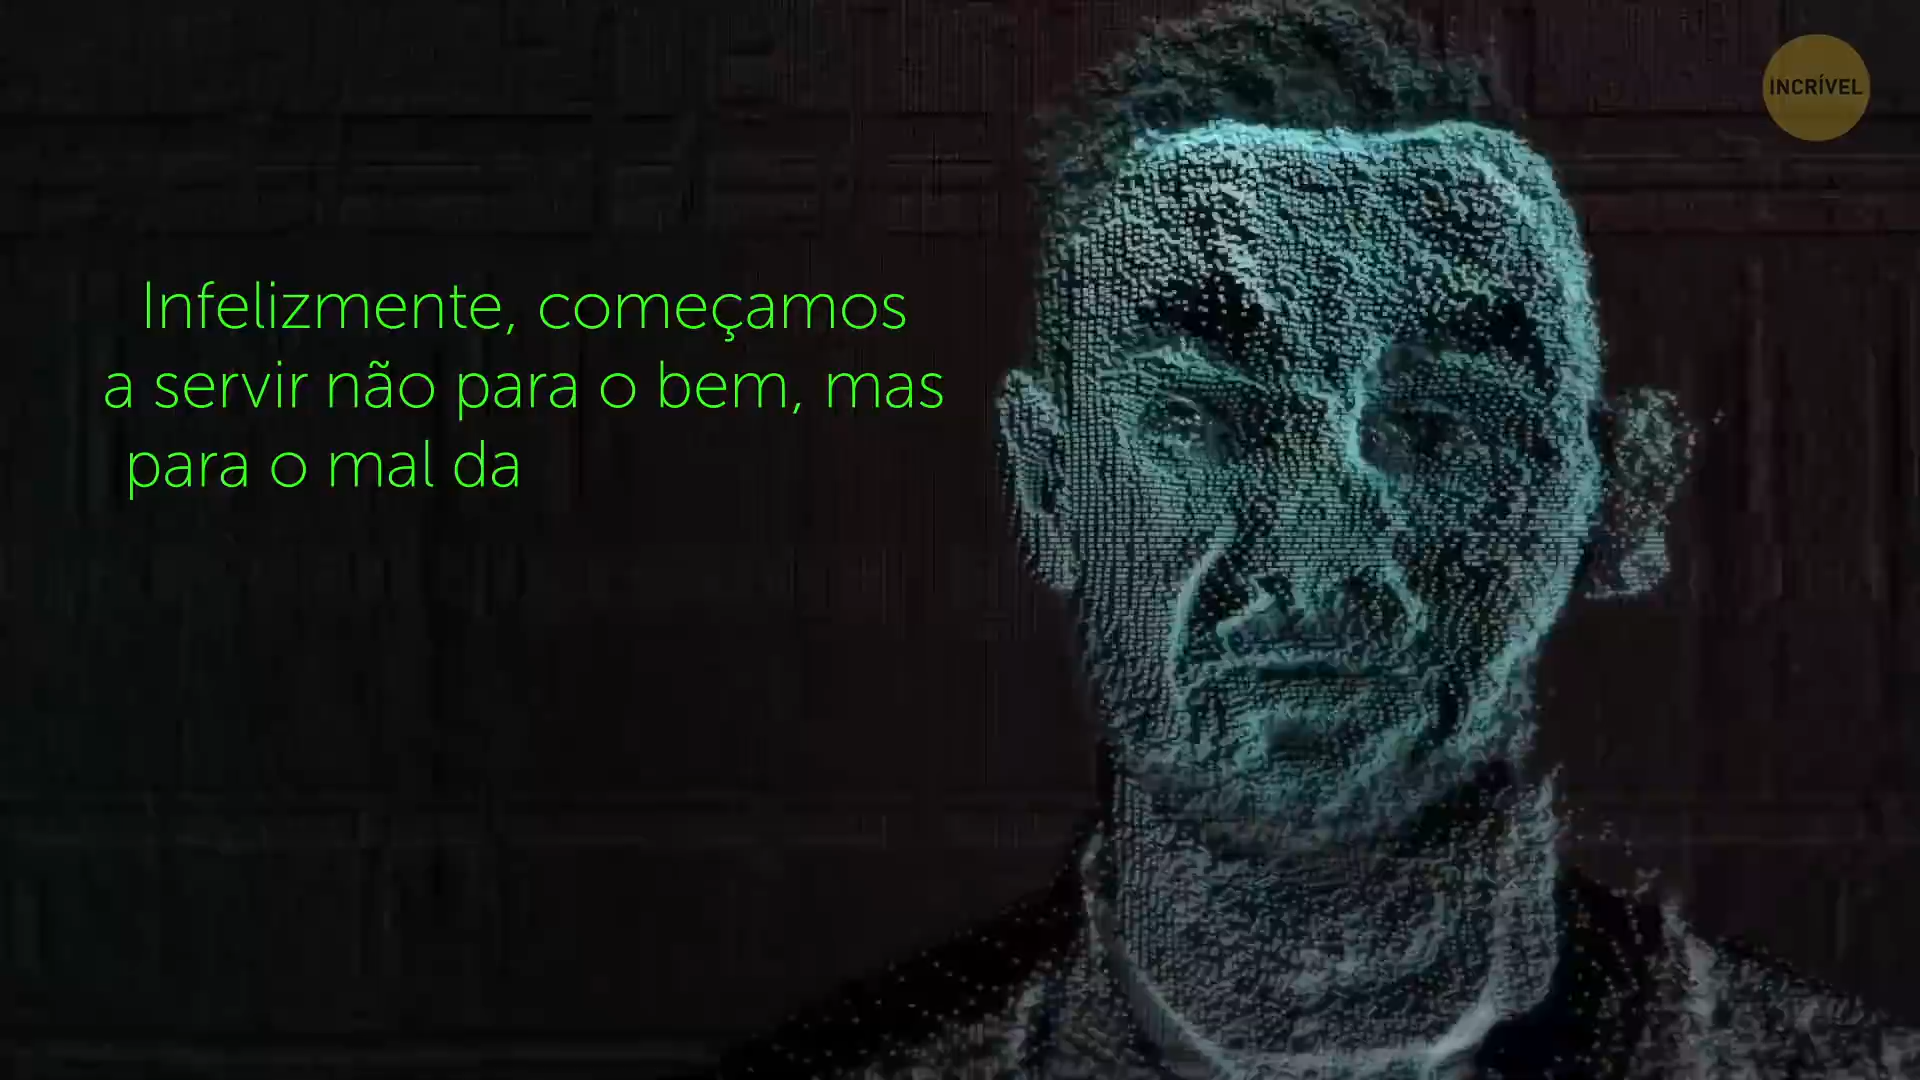 INCRÍVEL
Infelizmente, começamos
a servir não para o bem, mas
para o mal da